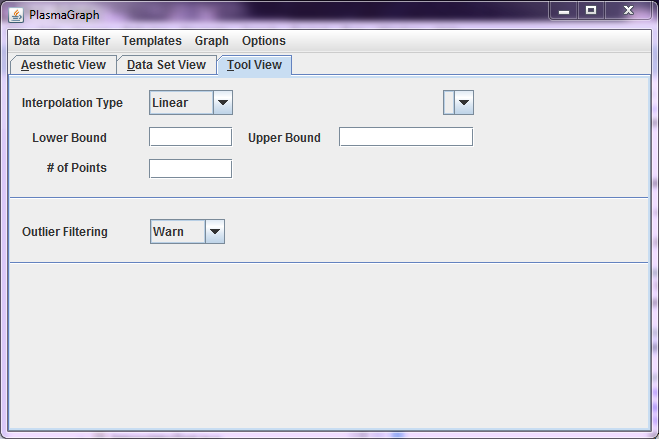 PlasmaGraph
Data Data Filter Templates Graph Options
Aesthetic View Data Set View Tool View
Interpolation Type Linear
Lower Bound Upper Bound
# of Points
Outlier Filtering Warn